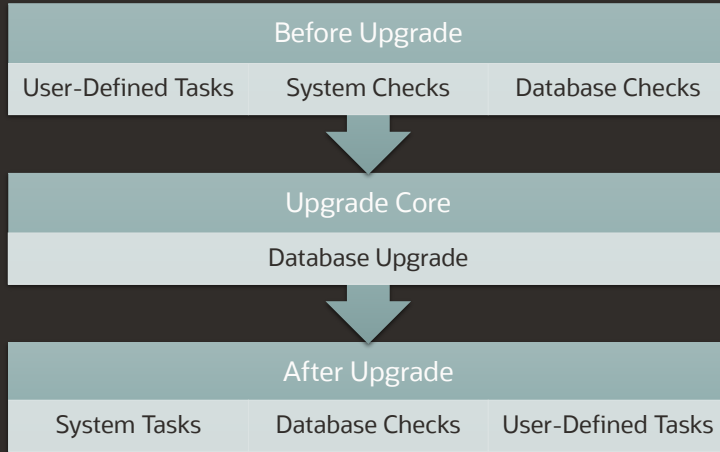 Before Upgrade
User-Defined Tasks System Checks Database Checks
Upgrade Core
Database Upgrade
After Upgrade
System Tasks Database Checks User-Defined Tasks